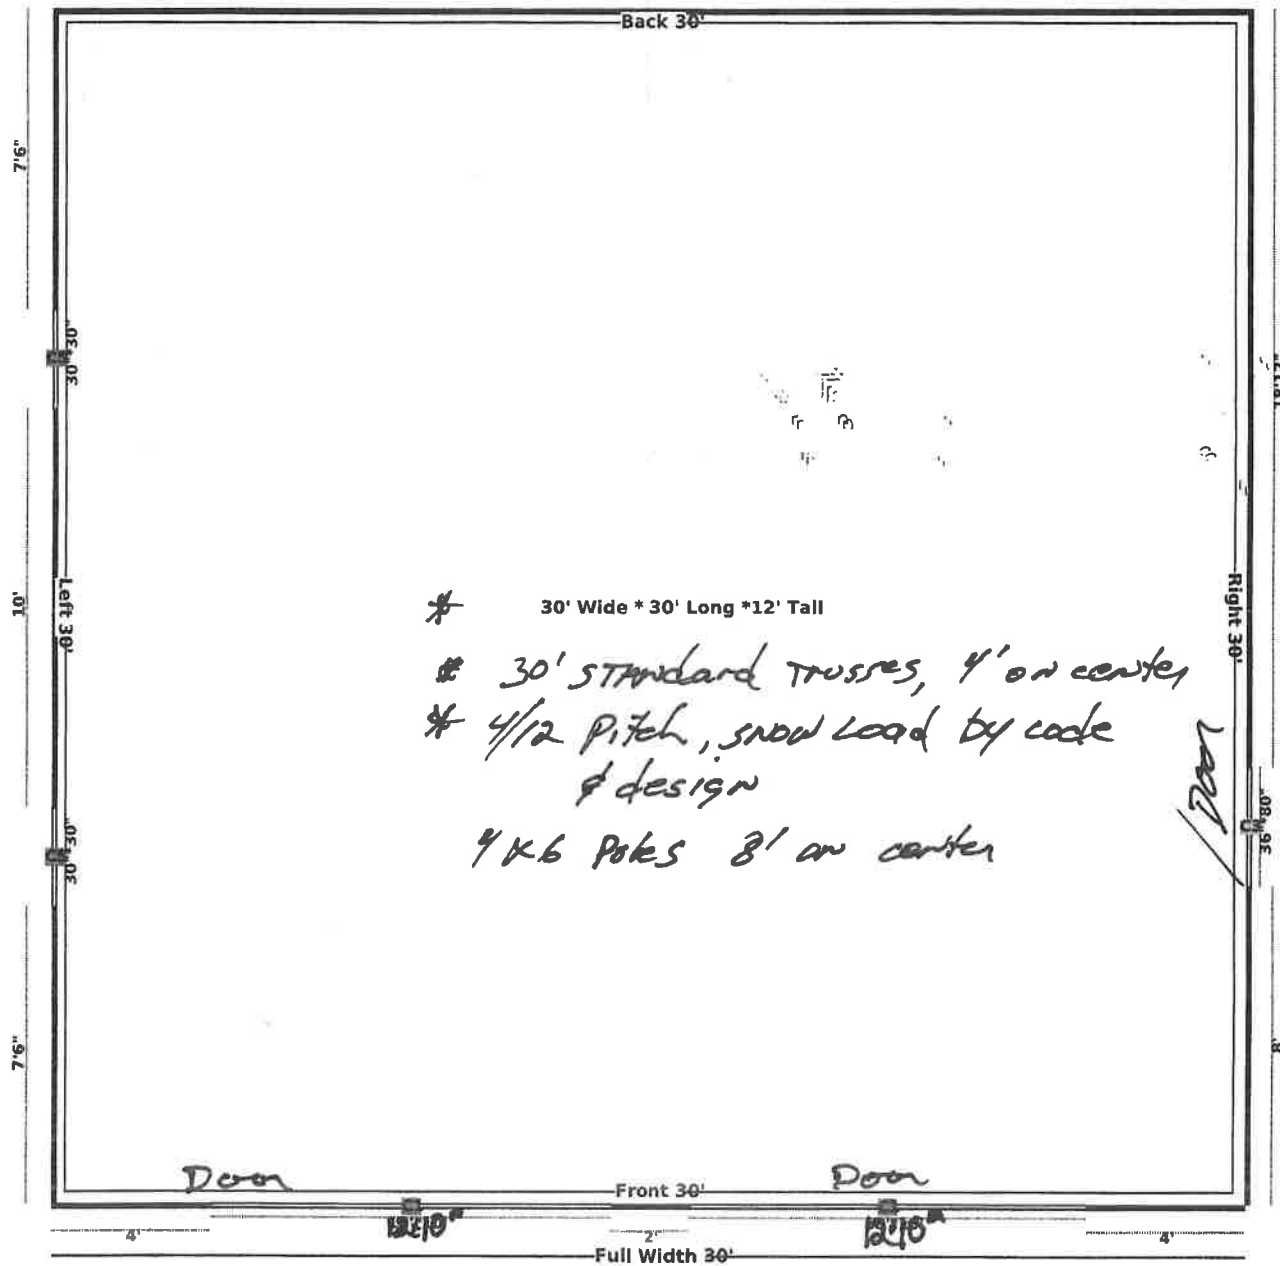 Back 30'
7'6"
30"30"
10'
Left 30'
Right 30'
* 30' Wide * 30' Long *12' Tall
* 30' STANdard Trusses, 4' on center
* 4/12 Pitch, snow Load by code
& design
4x6 Poles 8' on center
Door
36"80"
30"30"
7'6"
8'
Door
Door
Front 30'
4'
2'
4'
Full Width 30'